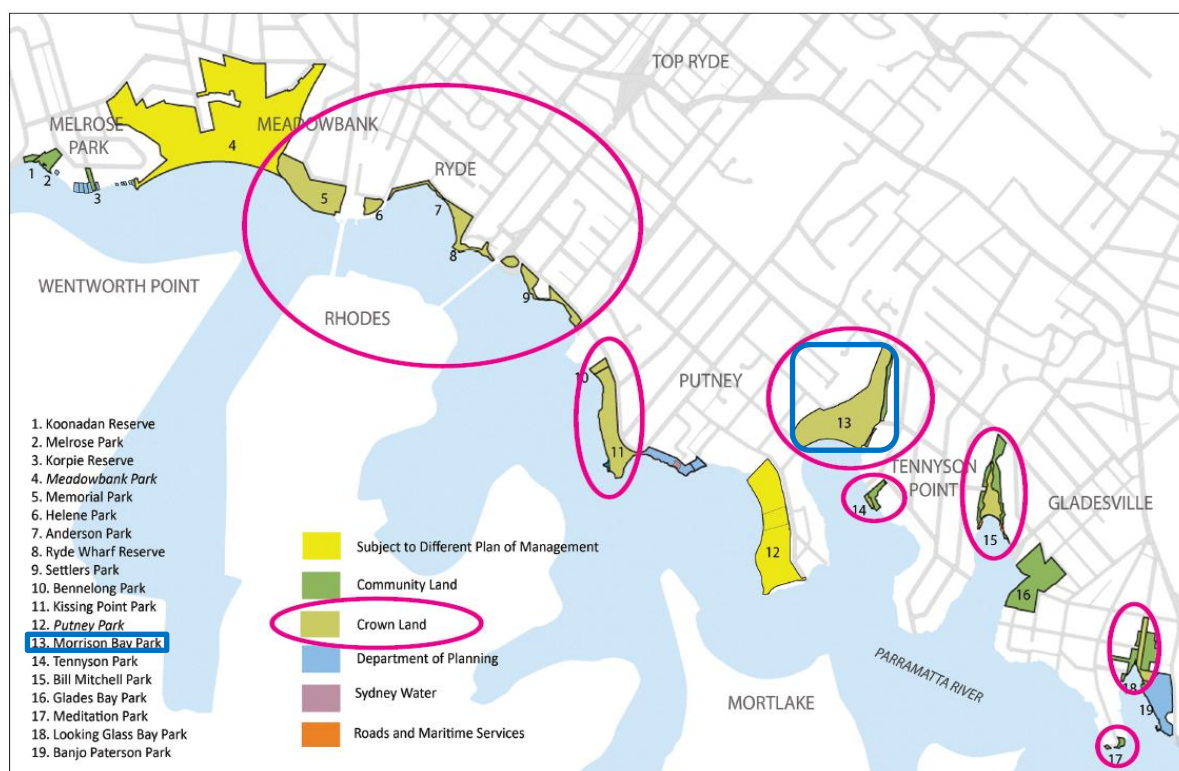 TOP RYDE
MELROSE
PARK
MEADOWBANK
RYDE
WENTWORTH POINT
RHODES
PUTNEY
TENNYSON
POINT
GLADESVILLE
MORTLAKE
PARRAMATTA RIVER
1
2
3
4
5
6
7
8
9
10
11
12
13
14
15
16
17
18
19
1. Koonadan Reserve
2. Melrose Park
3. Korpie Reserve
4. Meadowbank Park
5. Memorial Park
6. Helene Park
7. Anderson Park
8. Ryde Wharf Reserve
9. Settlers Park
10. Bennelong Park
11. Kissing Point Park
12. Putney Park
13. Morrison Bay Park
14. Tennyson Park
15. Bill Mitchell Park
16. Glades Bay Park
17. Meditation Park
18. Looking Glass Bay Park
19. Banjo Paterson Park
Subject to Different Plan of Management
Community Land
Crown Land
Department of Planning
Sydney Water
Roads and Maritime Services